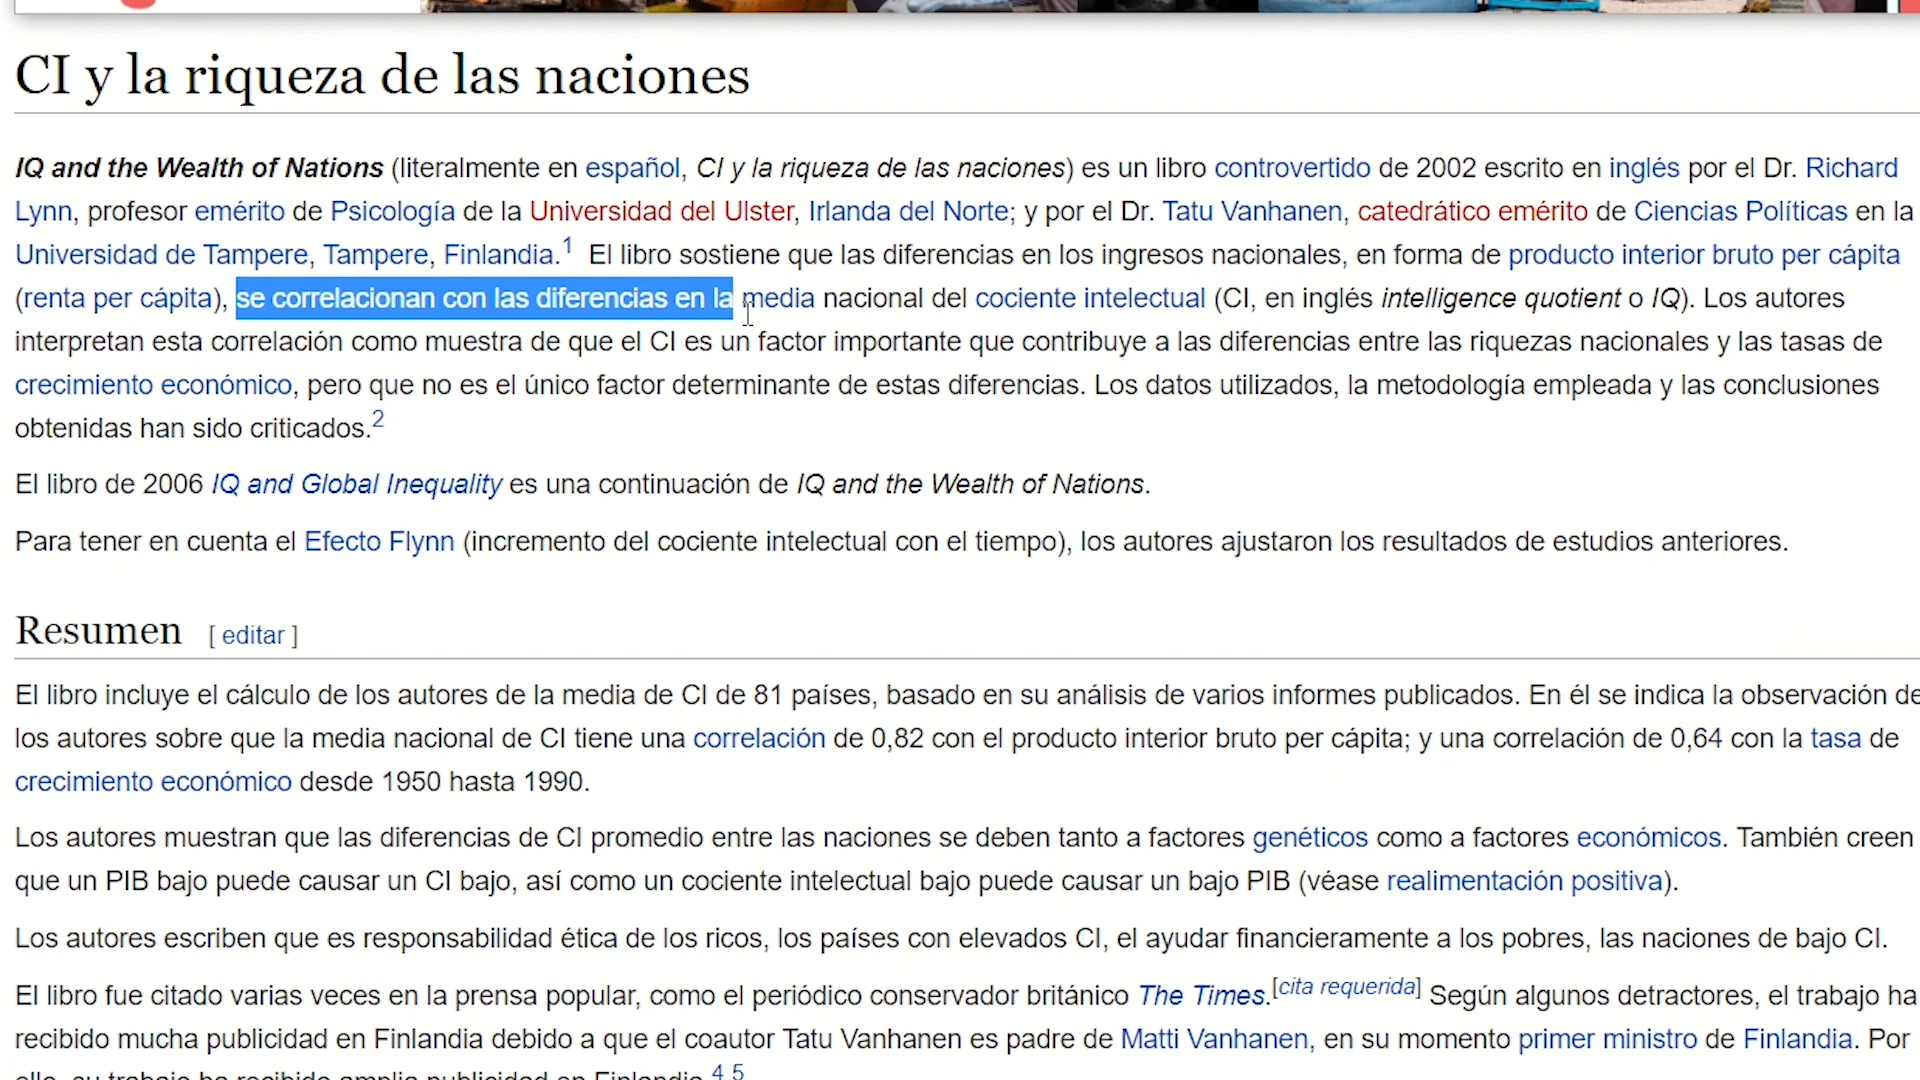 CI y la riqueza de las naciones
IQ and the Wealth of Nations (literalmente en español, CI y la riqueza de las naciones) es un libro controvertido de 2002 escrito en inglés por el Dr. Richard
Lynn, profesor emérito de Psicología de la Universidad del Ulster, Irlanda del Norte; y por el Dr. Tatu Vanhanen, catedrático emérito de Ciencias Políticas en la
Universidad de Tampere, Tampere, Finlandia.1 El libro sostiene que las diferencias en los ingresos nacionales, en forma de producto interior bruto per cápita
(renta per cápita), se correlacionan con las diferencias en la media nacional del cociente intelectual (CI, en inglés intelligence quotient o IQ). Los autores
interpretan esta correlación como muestra de que el CI es un factor importante que contribuye a las diferencias entre las riquezas nacionales y las tasas de
crecimiento económico, pero que no es el único factor determinante de estas diferencias. Los datos utilizados, la metodología empleada y las conclusiones
obtenidas han sido criticados.2
El libro de 2006 IQ and Global Inequality es una continuación de IQ and the Wealth of Nations.
Para tener en cuenta el Efecto Flynn (incremento del cociente intelectual con el tiempo), los autores ajustaron los resultados de estudios anteriores.
Resumen [ editar ]
El libro incluye el cálculo de los autores de la media de CI de 81 países, basado en su análisis de varios informes publicados. En él se indica la observación de
los autores sobre que la media nacional de CI tiene una correlación de 0,82 con el producto interior bruto per cápita; y una correlación de 0,64 con la tasa de
crecimiento económico desde 1950 hasta 1990.
Los autores muestran que las diferencias de CI promedio entre las naciones se deben tanto a factores genéticos como a factores económicos. También creen
que un PIB bajo puede causar un CI bajo, así como un cociente intelectual bajo puede causar un bajo PIB (véase realimentación positiva).
Los autores escriben que es responsabilidad ética de los ricos, los países con elevados CI, el ayudar financieramente a los pobres, las naciones de bajo CI.
El libro fue citado varias veces en la prensa popular, como el periódico conservador británico The Times.[cita requerida] Según algunos detractores, el trabajo ha
recibido mucha publicidad en Finlandia debido a que el coautor Tatu Vanhanen es padre de Matti Vanhanen, en su momento primer ministro de Finlandia. Por
ello, su trabajo ha recibido amplia publicidad en Finlandia.4 5